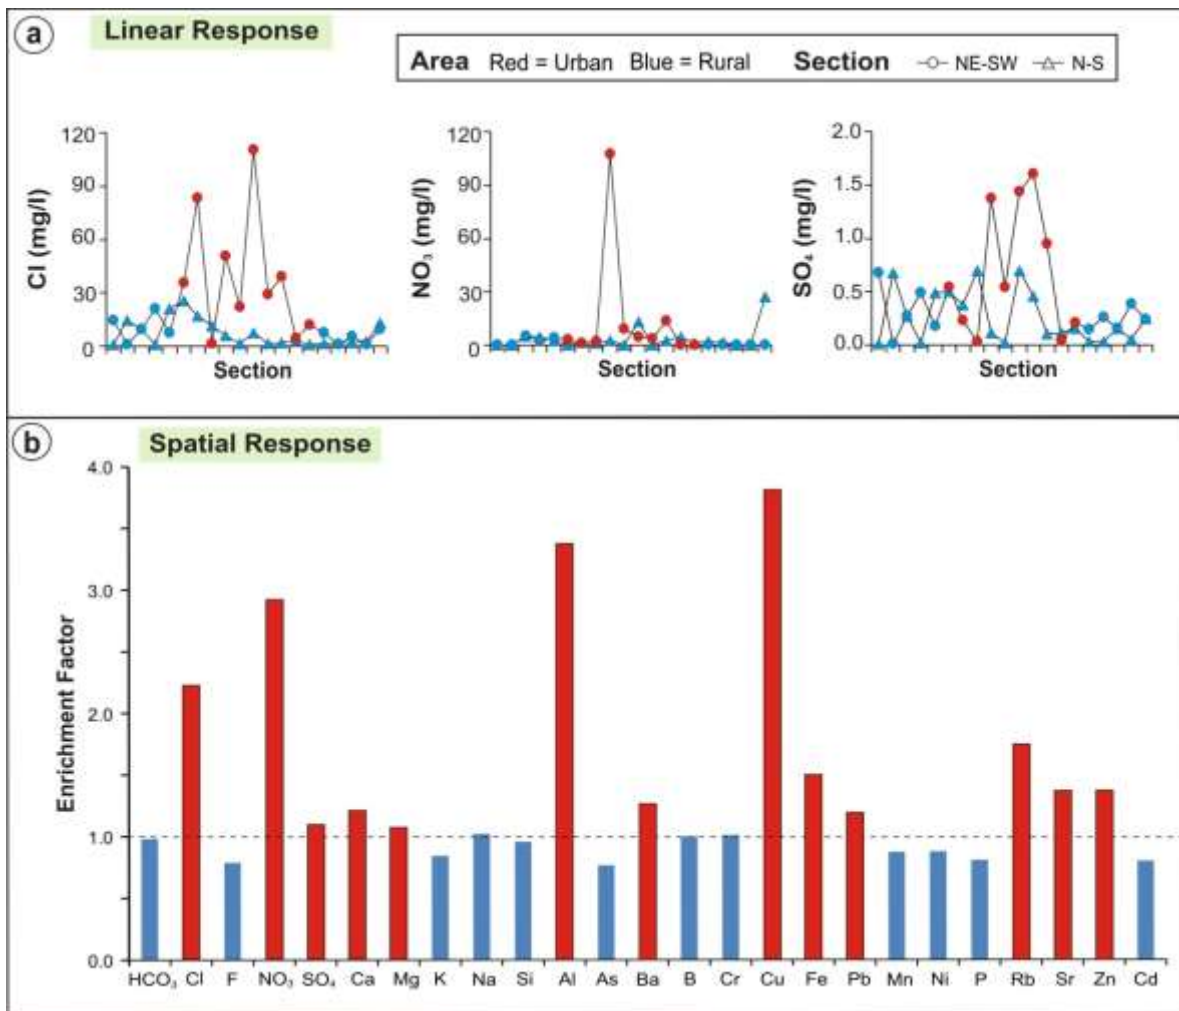 a Linear Response
Area Red = Urban Blue = Rural Section NE-SW N-S
Cl (mg/l)
120
90
60
30
0
Section
NO₃ (mg/l)
120
90
60
30
0
Section
SO₄ (mg/l)
2.0
1.5
1.0
0.5
0.0
Section
b Spatial Response
Enrichment Factor
4.0
3.0
2.0
1.0
0.0
HCO₃ Cl F NO₃ SO₄ Ca Mg K Na Si Al As Ba B Cr Cu Fe Pb Mn Ni P Rb Sr Zn Cd